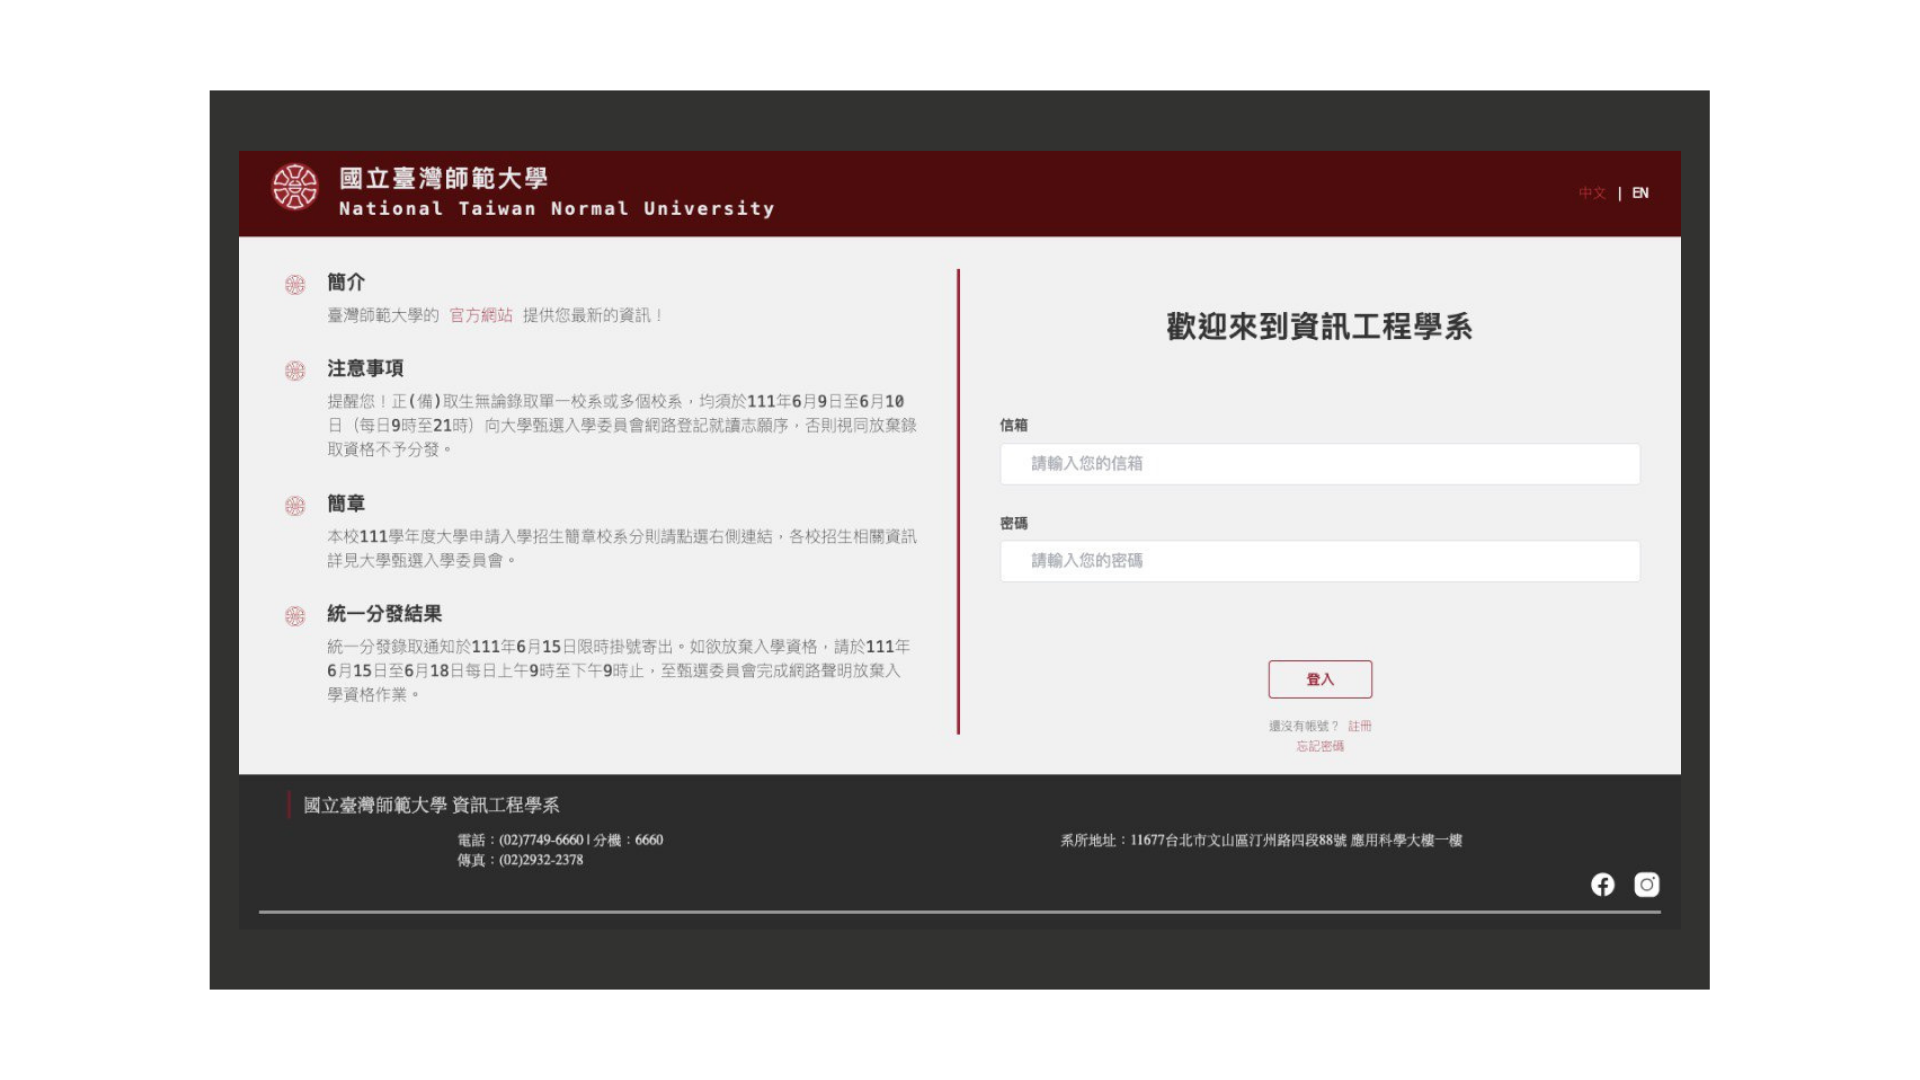 國立臺灣師範大學
National Taiwan Normal University
中文 | EN
簡介
臺灣師範大學的 官方網站 提供您最新的資訊！
注意事項
提醒您！正(備)取生無論錄取單一校系或多個校系，均須於111年6月9日至6月10
日（每日9時至21時）向大學甄選入學委員會網路登記就讀志願序，否則視同放棄錄
取資格不予分發。
簡章
本校111學年度大學申請入學招生簡章校系分則請點選右側連結，各校招生相關資訊
詳見大學甄選入學委員會。
統一分發結果
統一分發錄取通知於111年6月15日限時掛號寄出。如欲放棄入學資格，請於111年
6月15日至6月18日每日上午9時至下午9時止，至甄選委員會完成網路聲明放棄入
學資格作業。
歡迎來到資訊工程學系
信箱
請輸入您的信箱
密碼
請輸入您的密碼
登入
還沒有帳號？ 註冊
忘記密碼
國立臺灣師範大學 資訊工程學系
電話：(02)7749-6660 | 分機：6660
傳真：(02)2932-2378
系所地址：11677台北市文山區汀州路四段88號 應用科學大樓一樓